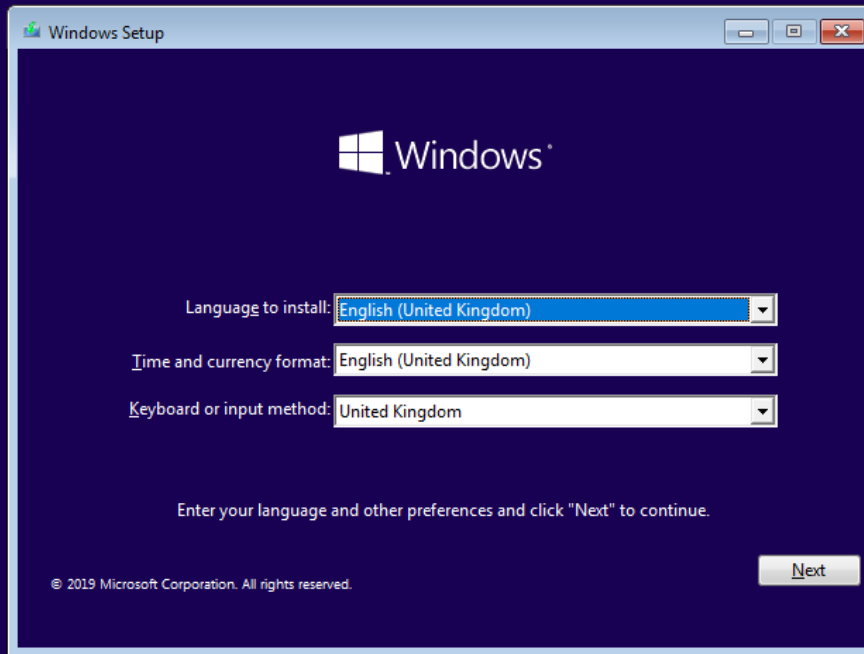 Windows Setup
Windows
Language to install: English (United Kingdom)
Time and currency format: English (United Kingdom)
Keyboard or input method: United Kingdom
Enter your language and other preferences and click "Next" to continue.
Next
© 2019 Microsoft Corporation. All rights reserved.